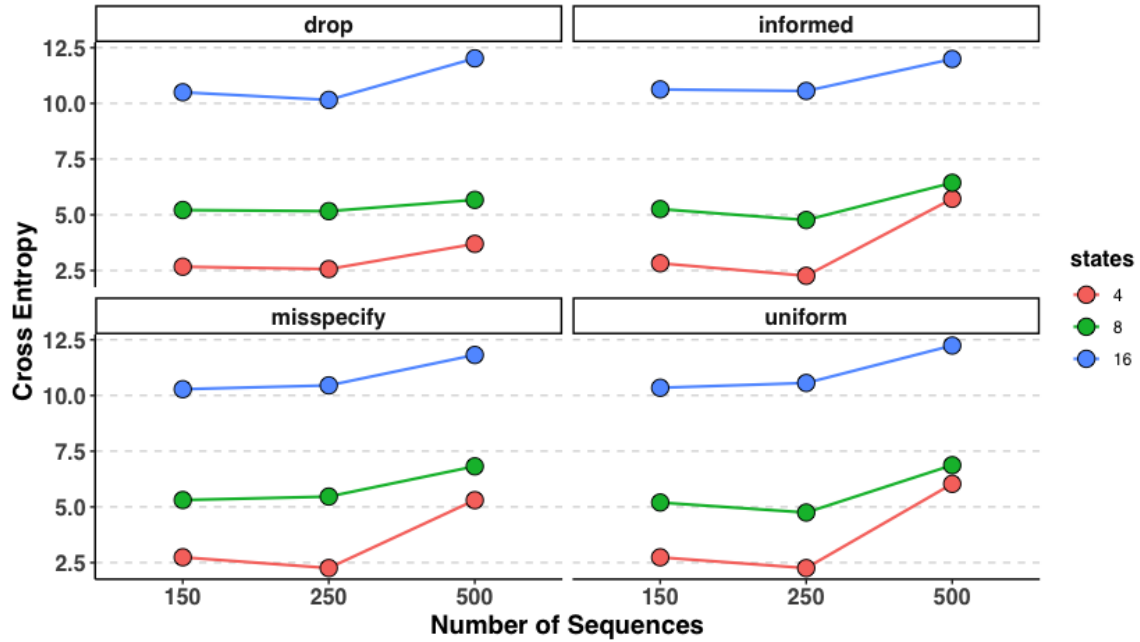 drop
informed
12.5
10.0
7.5
5.0
2.5
misspecify
uniform
12.5
10.0
7.5
5.0
2.5
150
250
500
150
250
500
Cross Entropy
Number of Sequences
states
4
8
16